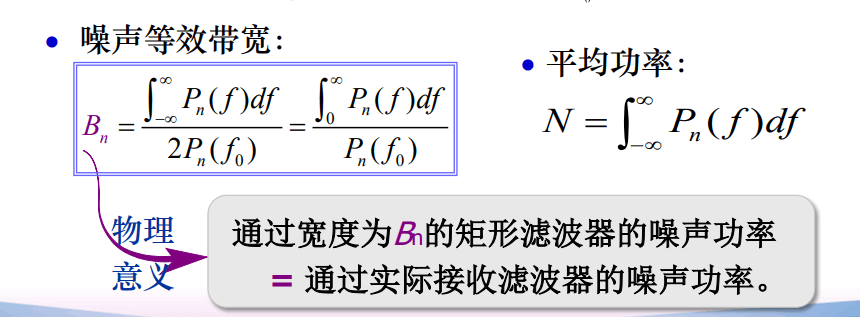 • 噪声等效带宽：
B_n = \frac{\int_{-\infty}^{\infty} P_n(f)df}{2P_n(f_0)} = \frac{\int_{0}^{\infty} P_n(f)df}{P_n(f_0)}
• 平均功率：
N = \int_{-\infty}^{\infty} P_n(f)df
物理
意义
通过宽度为Bn的矩形滤波器的噪声功率
= 通过实际接收滤波器的噪声功率。